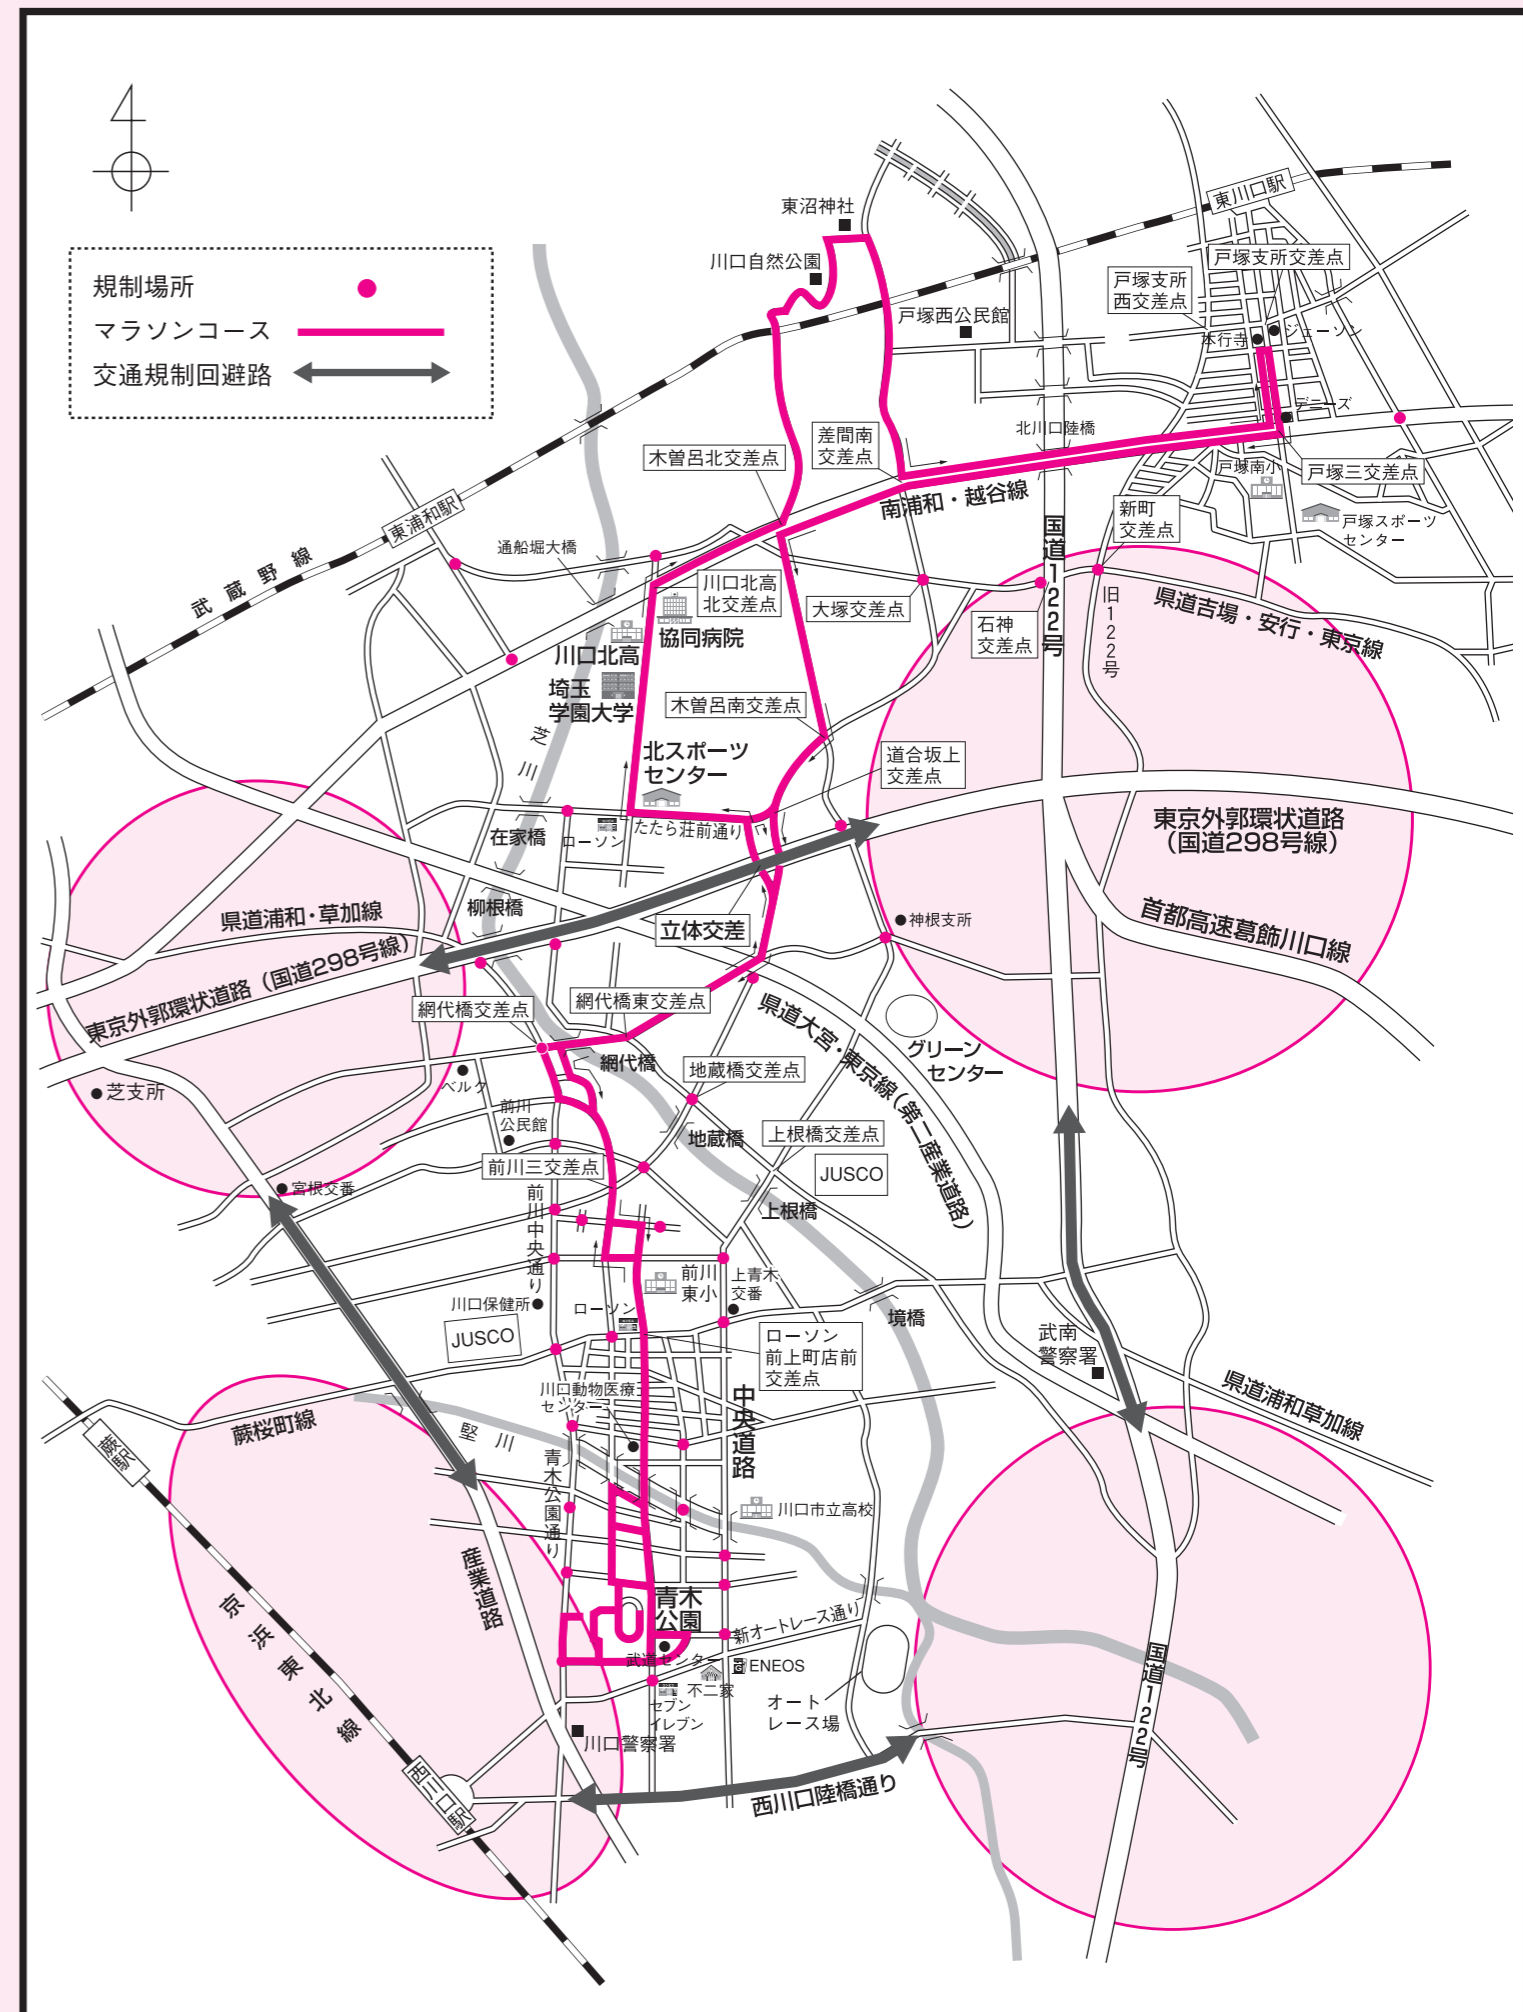 規制場所
マラソンコース
交通規制回避路
東沼神社
川口自然公園
戸塚西公民館
東川口駅
戸塚支所交差点
戸塚支所
西交差点
本行寺
ジェーソン
デニーズ
北川口陸橋
差間南
交差点
木曽呂北交差点
南浦和・越谷線
戸塚南小
戸塚三交差点
戸塚スポーツ
センター
新町
交差点
国道122号
旧122号
県道吉場・安行・東京線
東浦和駅
武蔵野線
通船堀大橋
川口北高
北交差点
協同病院
川口北高
埼玉
学園大学
大塚交差点
石神
交差点
木曽呂南交差点
道合坂上
交差点
芝川
北スポーツ
センター
たたら荘前通り
在家橋
ローソン
東京外郭環状道路
(国道298号線)
首都高速葛飾川口線
県道浦和・草加線
東京外郭環状道路(国道298号線)
柳根橋
立体交差
神根支所
網代橋交差点
網代橋東交差点
網代橋
県道大宮・東京線(第二産業道路)
グリーン
センター
芝支所
ベルク
前川
公民館
地蔵橋交差点
地蔵橋
上根橋交差点
JUSCO
上根橋
宮根交番
前川三交差点
前川中央通り
前川
東小
上青木
交番
川口保健所
ローソン
JUSCO
境橋
ローソン
前上町店前
交差点
武南
警察署
県道浦和草加線
蕨桜町線
蕨駅
竪川
川口動物医療
センター
中央道路
青木公園通り
川口市立高校
産業道路
青木
公園
新オートレース通り
武道センター
ENEOS
不二家
セブン
イレブン
オート
レース場
川口警察署
京浜東北線
西川口駅
西川口陸橋通り
国道122号